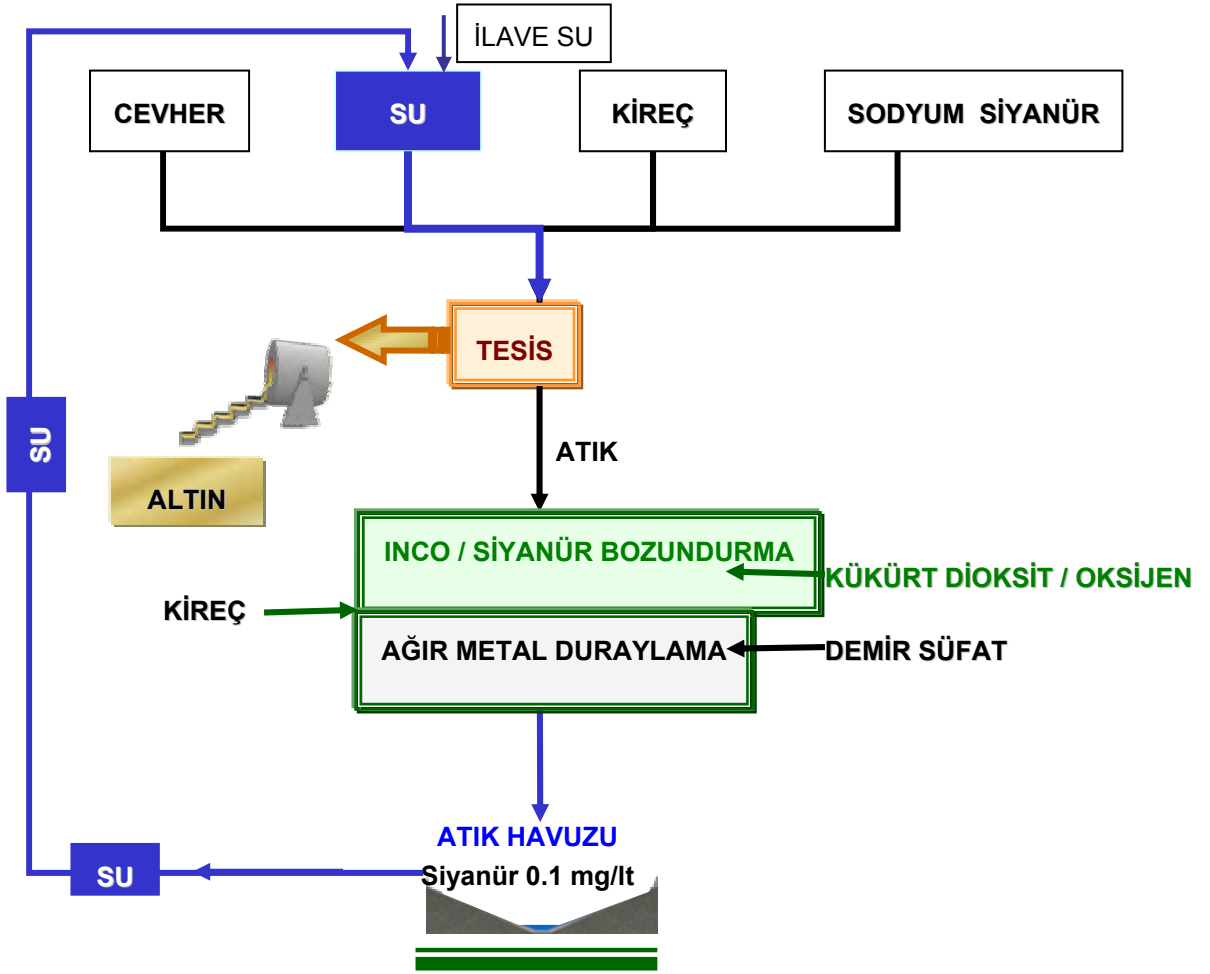 İLAVE SU
CEVHER
SU
KİREÇ
SODYUM SİYANÜR
TESİS
SU
ALTIN
ATIK
INCO / SİYANÜR BOZUNDURMA
KÜKÜRT DİOKSİT / OKSİJEN
KİREÇ
AĞIR METAL DURAYLAMA
DEMİR SÜFAT
ATIK HAVUZU
Siyanür 0.1 mg/lt
SU